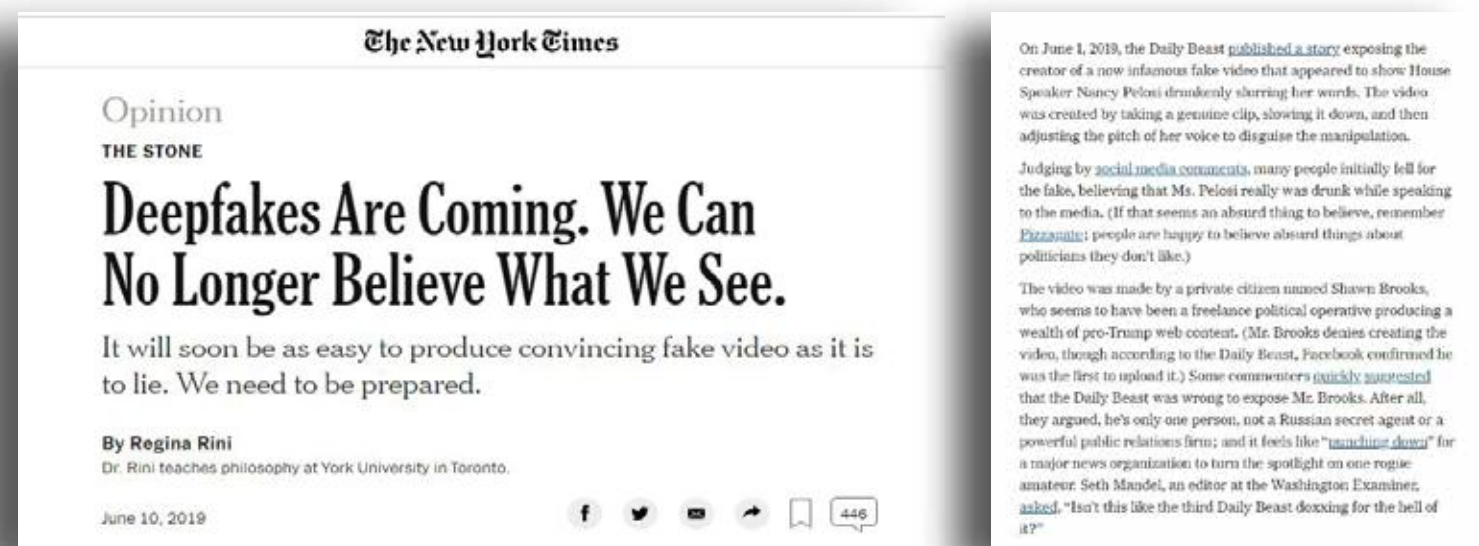 The New York Times
Opinion
THE STONE
Deepfakes Are Coming. We Can
No Longer Believe What We See.
It will soon be as easy to produce convincing fake video as it is
to lie. We need to be prepared.
By Regina Rini
Dr. Rini teaches philosophy at York University in Toronto.
June 10, 2019
446
On June 1, 2019, the Daily Beast published a story exposing the
creator of a now infamous fake video that appeared to show House
Speaker Nancy Pelosi drunkenly slurring her words. The video
was created by taking a genuine clip, slowing it down, and then
adjusting the pitch of her voice to disguise the manipulation.
Judging by social media comments, many people initially fell for
the fake, believing that Ms. Pelosi really was drunk while speaking
to the media. (If that seems an absurd thing to believe, remember
Pizzagate; people are happy to believe absurd things about
politicians they don't like.)
The video was made by a private citizen named Shawn Brooks,
who seems to have been a freelance political operative producing a
wealth of pro-Trump web content. (Mr. Brooks denies creating the
video, though according to the Daily Beast, Facebook confirmed he
was the first to upload it.) Some commenters quickly suggested
that the Daily Beast was wrong to expose Mr. Brooks. After all,
they argued, he's only one person, not a Russian secret agent or a
powerful public relations firm; and it feels like "punching down" for
a major news organization to turn the spotlight on one rogue
amateur. Seth Mandel, an editor at the Washington Examiner,
asked, "Isn't this like the third Daily Beast doxxing for the hell of
it?"